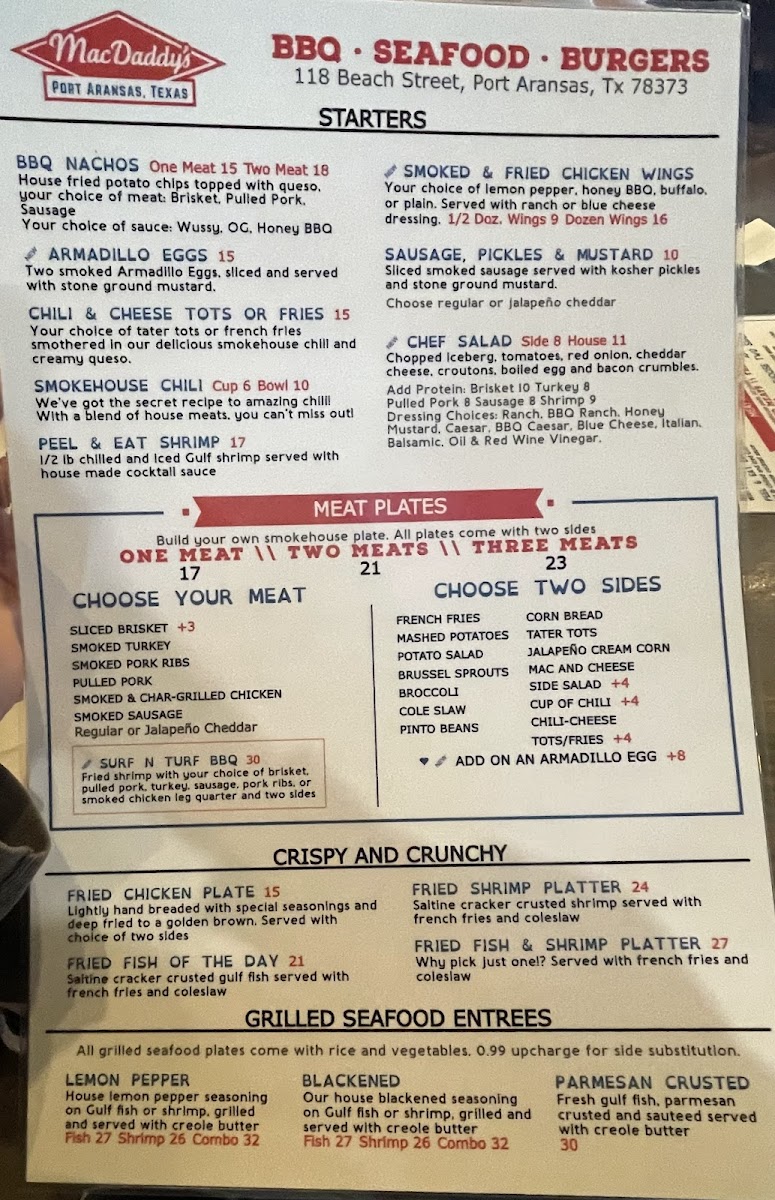 MacDaddy's
PORT ARANSAS, TEXAS
BBQ · SEAFOOD · BURGERS
118 Beach Street, Port Aransas, Tx 78373
STARTERS
BBQ NACHOS One Meat 15 Two Meat 18
House fried potato chips topped with queso,
your choice of meat: Brisket, Pulled Pork,
Sausage
Your choice of sauce: Wussy, OG, Honey BBQ
ARMADILLO EGGS 15
Two smoked Armadillo Eggs, sliced and served
with stone ground mustard.
CHILI & CHEESE TOTS OR FRIES 15
Your choice of tater tots or french fries
smothered in our delicious smokehouse chili and
creamy queso.
SMOKEHOUSE CHILI Cup 6 Bowl 10
We've got the secret recipe to amazing chili!
With a blend of house meats, you can't miss out!
PEEL & EAT SHRIMP 17
1/2 lb chilled and iced Gulf shrimp served with
house made cocktall sauce
SMOKED & FRIED CHICKEN WINGS
Your choice of lemon pepper, honey BBQ, buffalo,
or plain. Served with ranch or blue cheese
dressing. 1/2 Doz. Wings 9 Dozen Wings 16
SAUSAGE, PICKLES & MUSTARD 10
Sliced smoked sausage served with kosher pickles
and stone ground mustard.
Choose regular or jalapeño cheddar
CHEF SALAD Side 8 House 11
Chopped iceberg, tomatoes, red onion, cheddar
cheese, croutons, boiled egg and bacon crumbles.
Add Protein: Brisket 10 Turkey 8
Pulled Pork 8 Sausage 8 Shrimp 9
Dressing Choices: Ranch, BBQ Ranch, Honey
Mustard, Caesar, BBQ Caesar, Blue Cheese, Italian,
Balsamic, Oil & Red Wine Vinegar.
MEAT PLATES
Build your own smokehouse plate. All plates come with two sides
ONE MEAT \\ TWO MEATS \\ THREE MEATS
17 21 23
CHOOSE YOUR MEAT
SLICED BRISKET +3
SMOKED TURKEY
SMOKED PORK RIBS
PULLED PORK
SMOKED & CHAR-GRILLED CHICKEN
SMOKED SAUSAGE
Regular or Jalapeño Cheddar
SURF N TURF BBQ 30
Fried shrimp with your choice of brisket,
pulled pork, turkey, sausage, pork ribs, or
smoked chicken leg quarter and two sides
CHOOSE TWO SIDES
FRENCH FRIES
MASHED POTATOES
POTATO SALAD
BRUSSEL SPROUTS
BROCCOLI
COLE SLAW
PINTO BEANS
CORN BREAD
TATER TOTS
JALAPEÑO CREAM CORN
MAC AND CHEESE
SIDE SALAD +4
CUP OF CHILI +4
CHILI-CHEESE
TOTS/FRIES +4
ADD ON AN ARMADILLO EGG +8
CRISPY AND CRUNCHY
FRIED CHICKEN PLATE 15
Lightly hand breaded with special seasonings and
deep fried to a golden brown. Served with
choice of two sides
FRIED FISH OF THE DAY 21
Saltine cracker crusted gulf fish served with
french fries and coleslaw
FRIED SHRIMP PLATTER 24
Saltine cracker crusted shrimp served with
french fries and coleslaw
FRIED FISH & SHRIMP PLATTER 27
Why pick just one!? Served with french fries and
coleslaw
GRILLED SEAFOOD ENTREES
All grilled seafood plates come with rice and vegetables. 0.99 upcharge for side substitution.
LEMON PEPPER
House lemon pepper seasoning
on Gulf fish or shrimp, grilled
and served with creole butter
Fish 27 Shrimp 26 Combo 32
BLACKENED
Our house blackened seasoning
on Gulf fish or shrimp, grilled and
served with creole butter
Fish 27 Shrimp 26 Combo 32
PARMESAN CRUSTED
Fresh gulf fish, parmesan
crusted and sauteed served
with creole butter
30